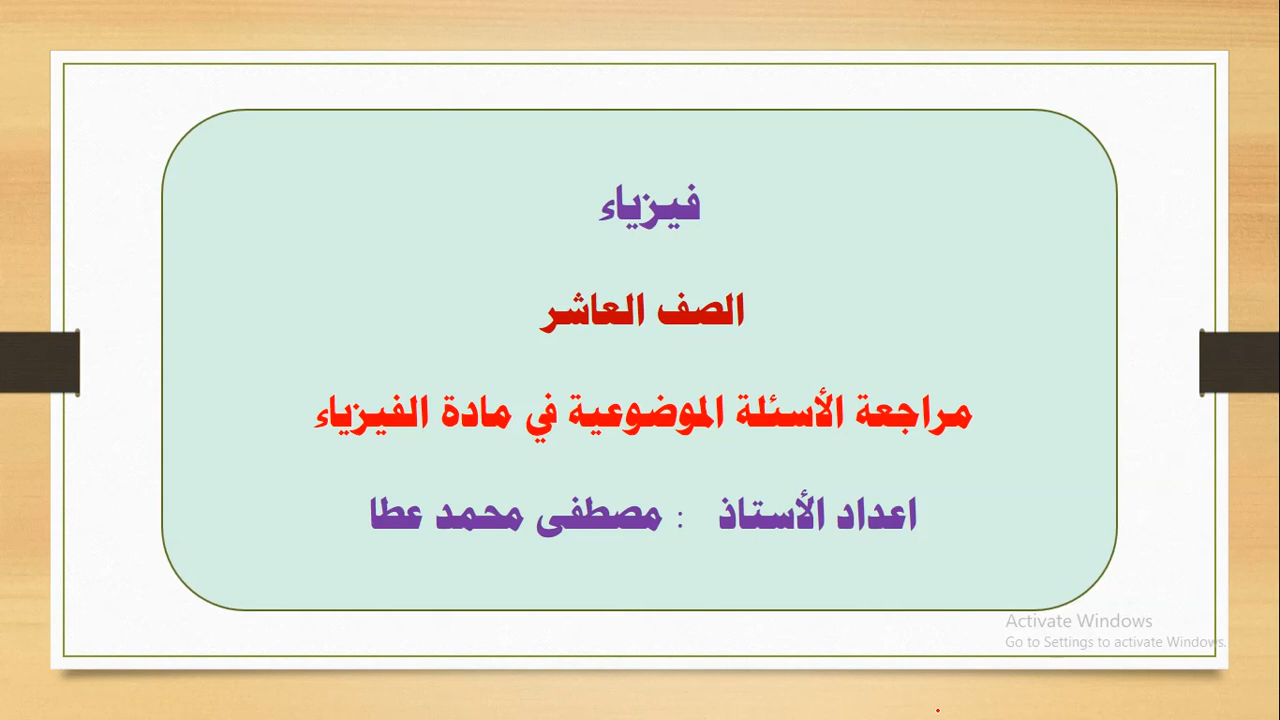 فيزياء
الصف العاشر
مراجعة الأسئلة الموضوعية في مادة الفيزياء
اعداد الأستاذ : مصطفى محمد عطا
Activate Windows
Go to Settings to activate Windows.